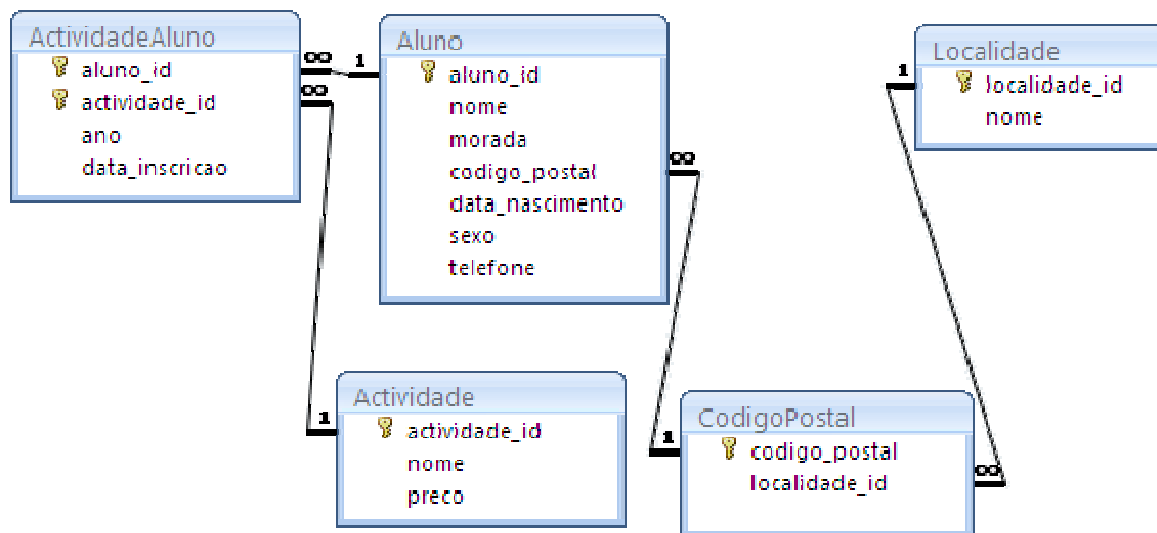 ActividadeAluno
aluno_id
actividade_id
ano
data_inscricao
∞
∞
1
Aluno
aluno_id
nome
morada
codigo_postal
data_nascimento
sexo
telefone
∞
1
Localidade
localidade_id
nome
1
Actividade
actividade_id
nome
preco
1
CodigoPostal
codigo_postal
localidade_id
∞